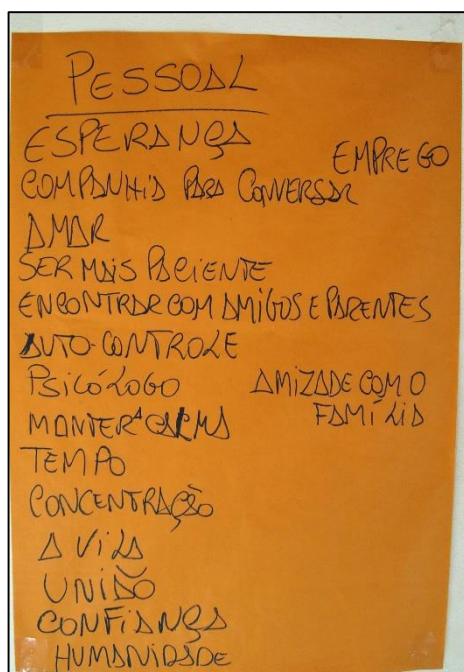 PESSOAL
ESPERANÇA
EMPREGO
COMPANHIA PARA CONVERSAR
AMAR
SER MAIS PACIENTE
ENCONTRAR COM AMIGOS E PARENTES
AUTO-CONTROLE
PSICÓLOGO
AMIZADE COM O
FAMÍLIA
MANTER A CALMA
TEMPO
CONCENTRAÇÃO
A VILA
UNIÃO
CONFIANÇA
HUMANIDADE